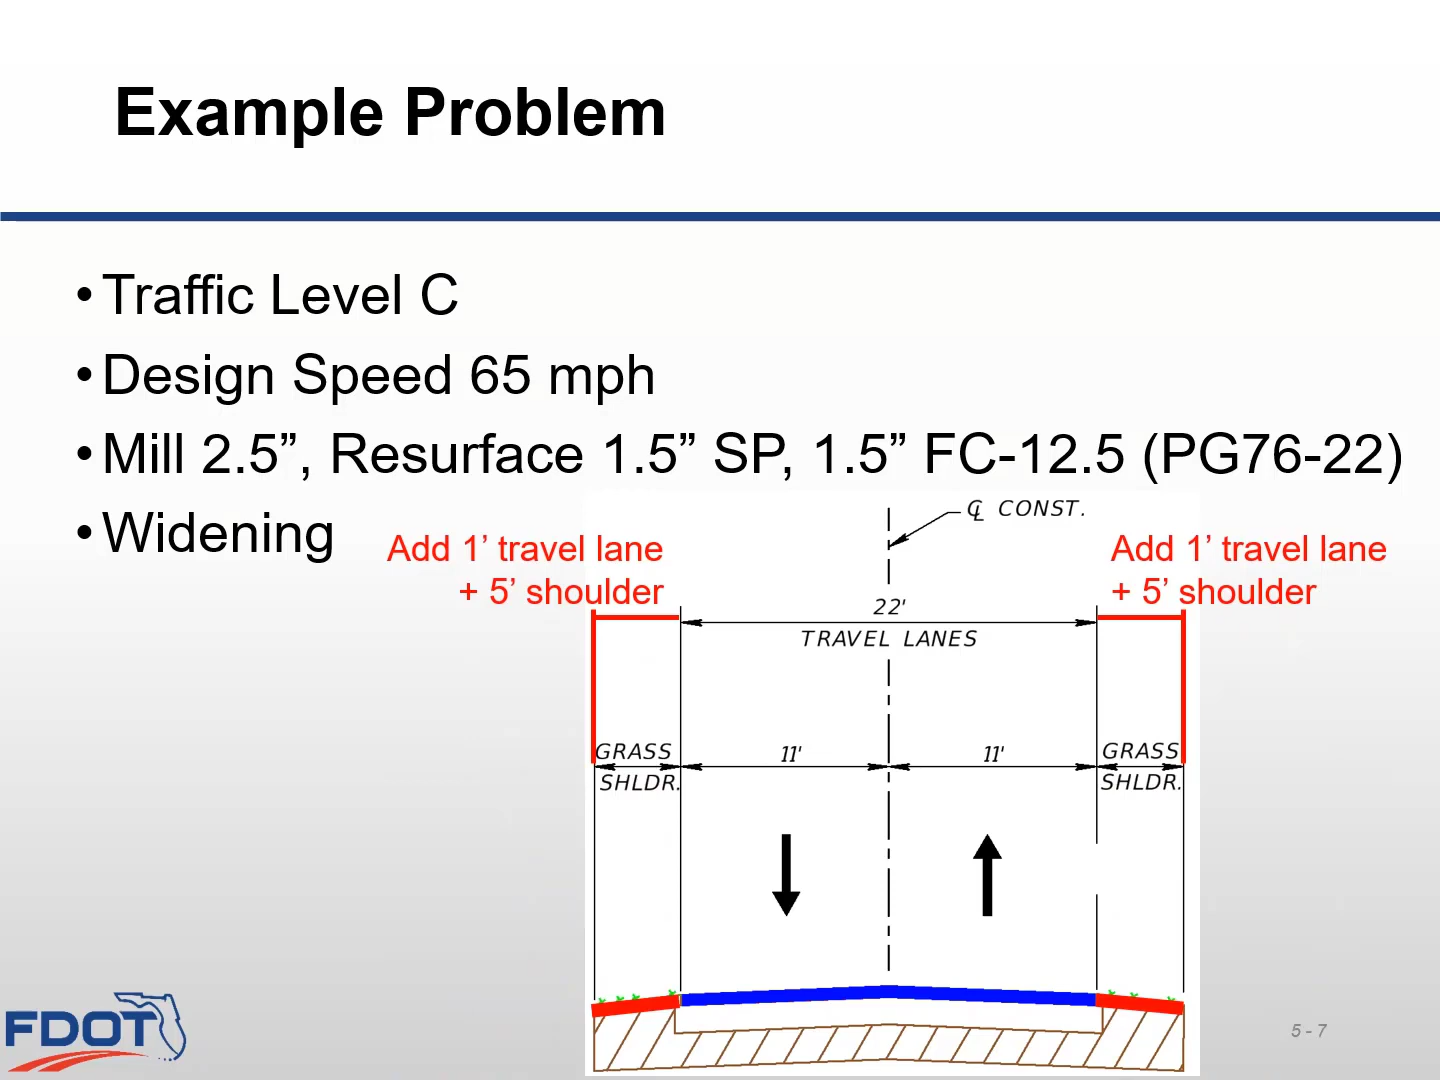 Example Problem
• Traffic Level C
• Design Speed 65 mph
• Mill 2.5”, Resurface 1.5” SP, 1.5” FC-12.5 (PG76-22)
• Widening
Add 1’ travel lane
+ 5’ shoulder
℄ CONST.
Add 1’ travel lane
+ 5’ shoulder
22'
TRAVEL LANES
GRASS
SHLDR.
11'
11'
GRASS
SHLDR.
FDOT
5 - 7